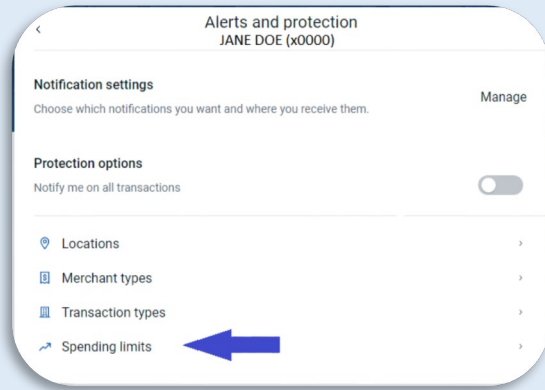 Alerts and protection
JANE DOE (x0000)
Notification settings
Choose which notifications you want and where you receive them.
Manage
Protection options
Notify me on all transactions
Locations
Merchant types
Transaction types
Spending limits